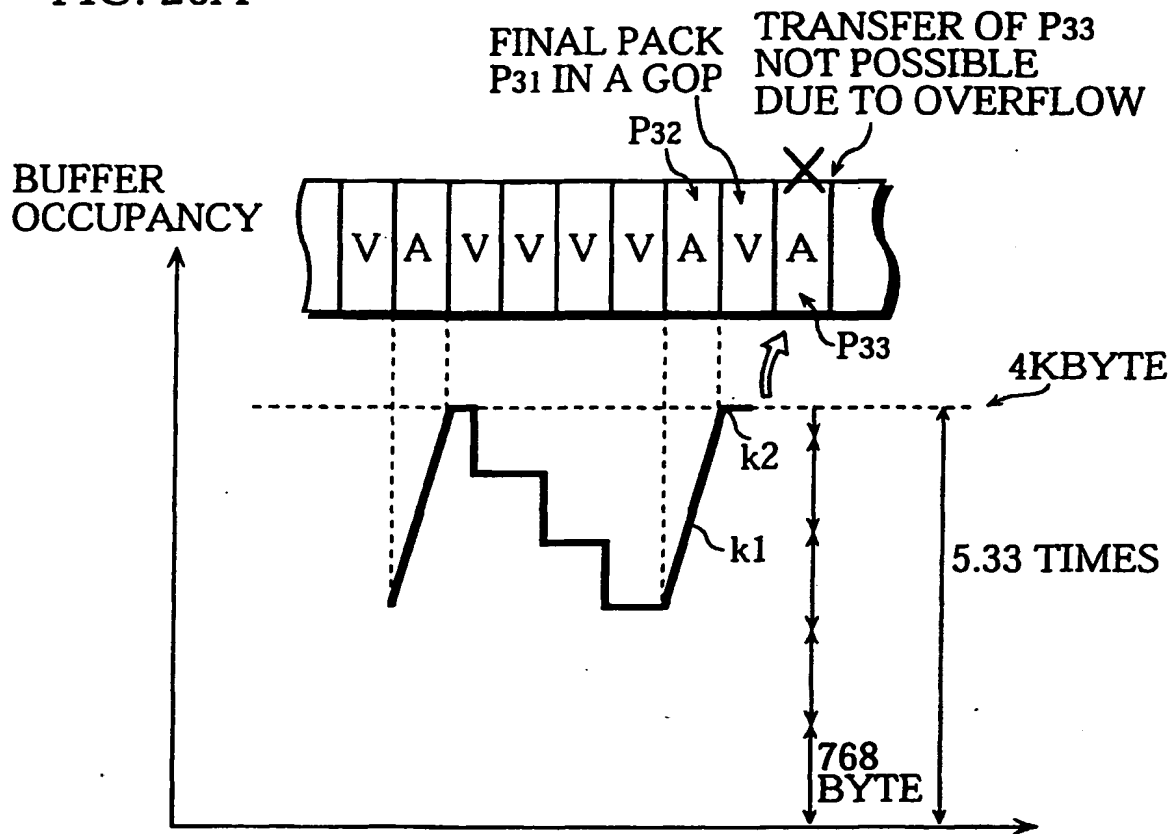 FINAL PACK
P31 IN A GOP
TRANSFER OF P33
NOT POSSIBLE
DUE TO OVERFLOW
P32
BUFFER
OCCUPANCY
V A V V V V A V A
P33
4KBYTE
k2
k1
5.33 TIMES
768
BYTE